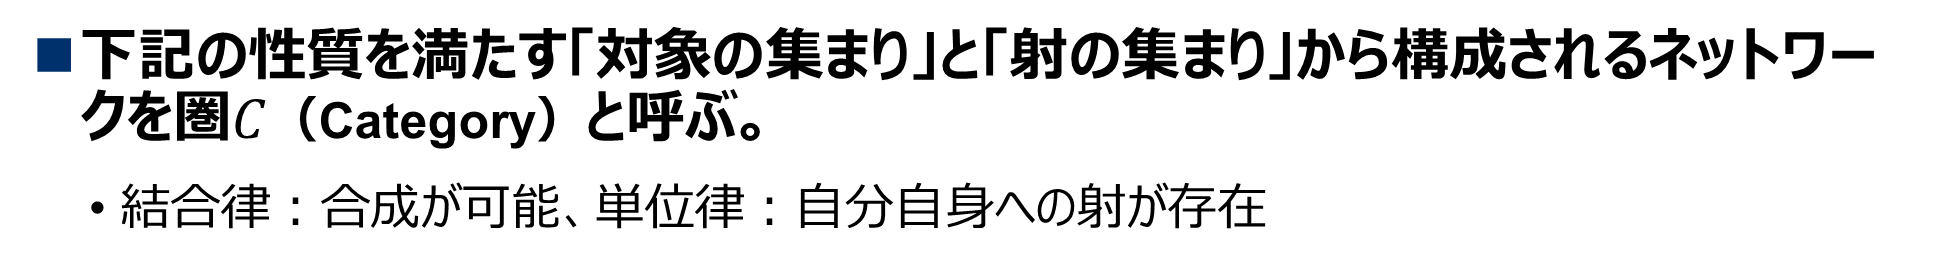 ■下記の性質を満たす「対象の集まり」と「射の集まり」から構成されるネットワー
クを圏𝐶（Category）と呼ぶ。
• 結合律：合成が可能、単位律：自分自身への射が存在